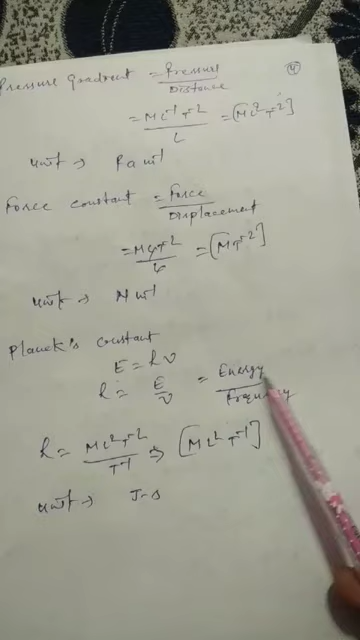 Pressure Gradient = Pressure / Distance (4)
= ML⁻¹T⁻² / L = [ML⁻²T⁻²]
unit → Pa m⁻¹
Force constant = Force / Displacement
= MLT⁻² / L = [MT⁻²]
unit → N m⁻¹
Planck's constant
E = hν
h = E / ν = Energy / Frequency
h = ML²T⁻² / T⁻¹ ⇒ [ML²T⁻¹]
unit → J-s